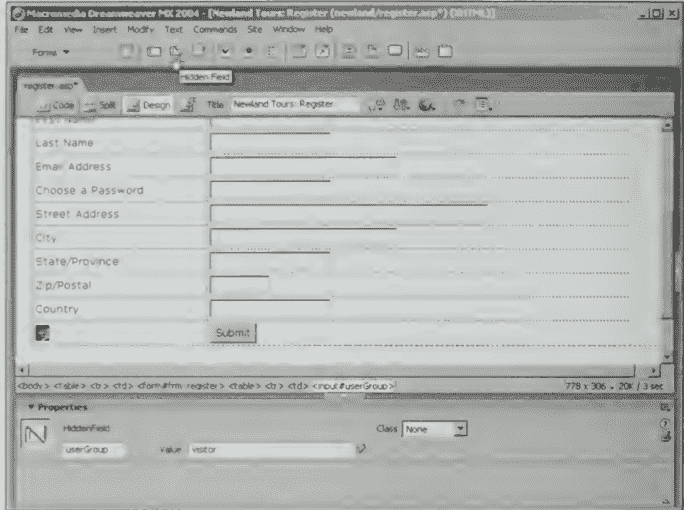 Macromedia Dreamweaver MX 2004 - [Newland Tours: Register (newland/register.asp*) (XHTML)]
File Edit View Insert Modify Text Commands Site Window Help
Forms
Hidden Field
register.asp*
Code Split Design Title Newland Tours: Register
First Name
Last Name
Email Address
Choose a Password
Street Address
City
State/Province
Zip/Postal
Country
Submit
<body> <table> <tr> <td> <form#frm_register> <table> <tr> <td> <input#userGroup> 778 x 306 - 20K / 3 sec
Properties
HiddenField Class None
userGroup Value visitor